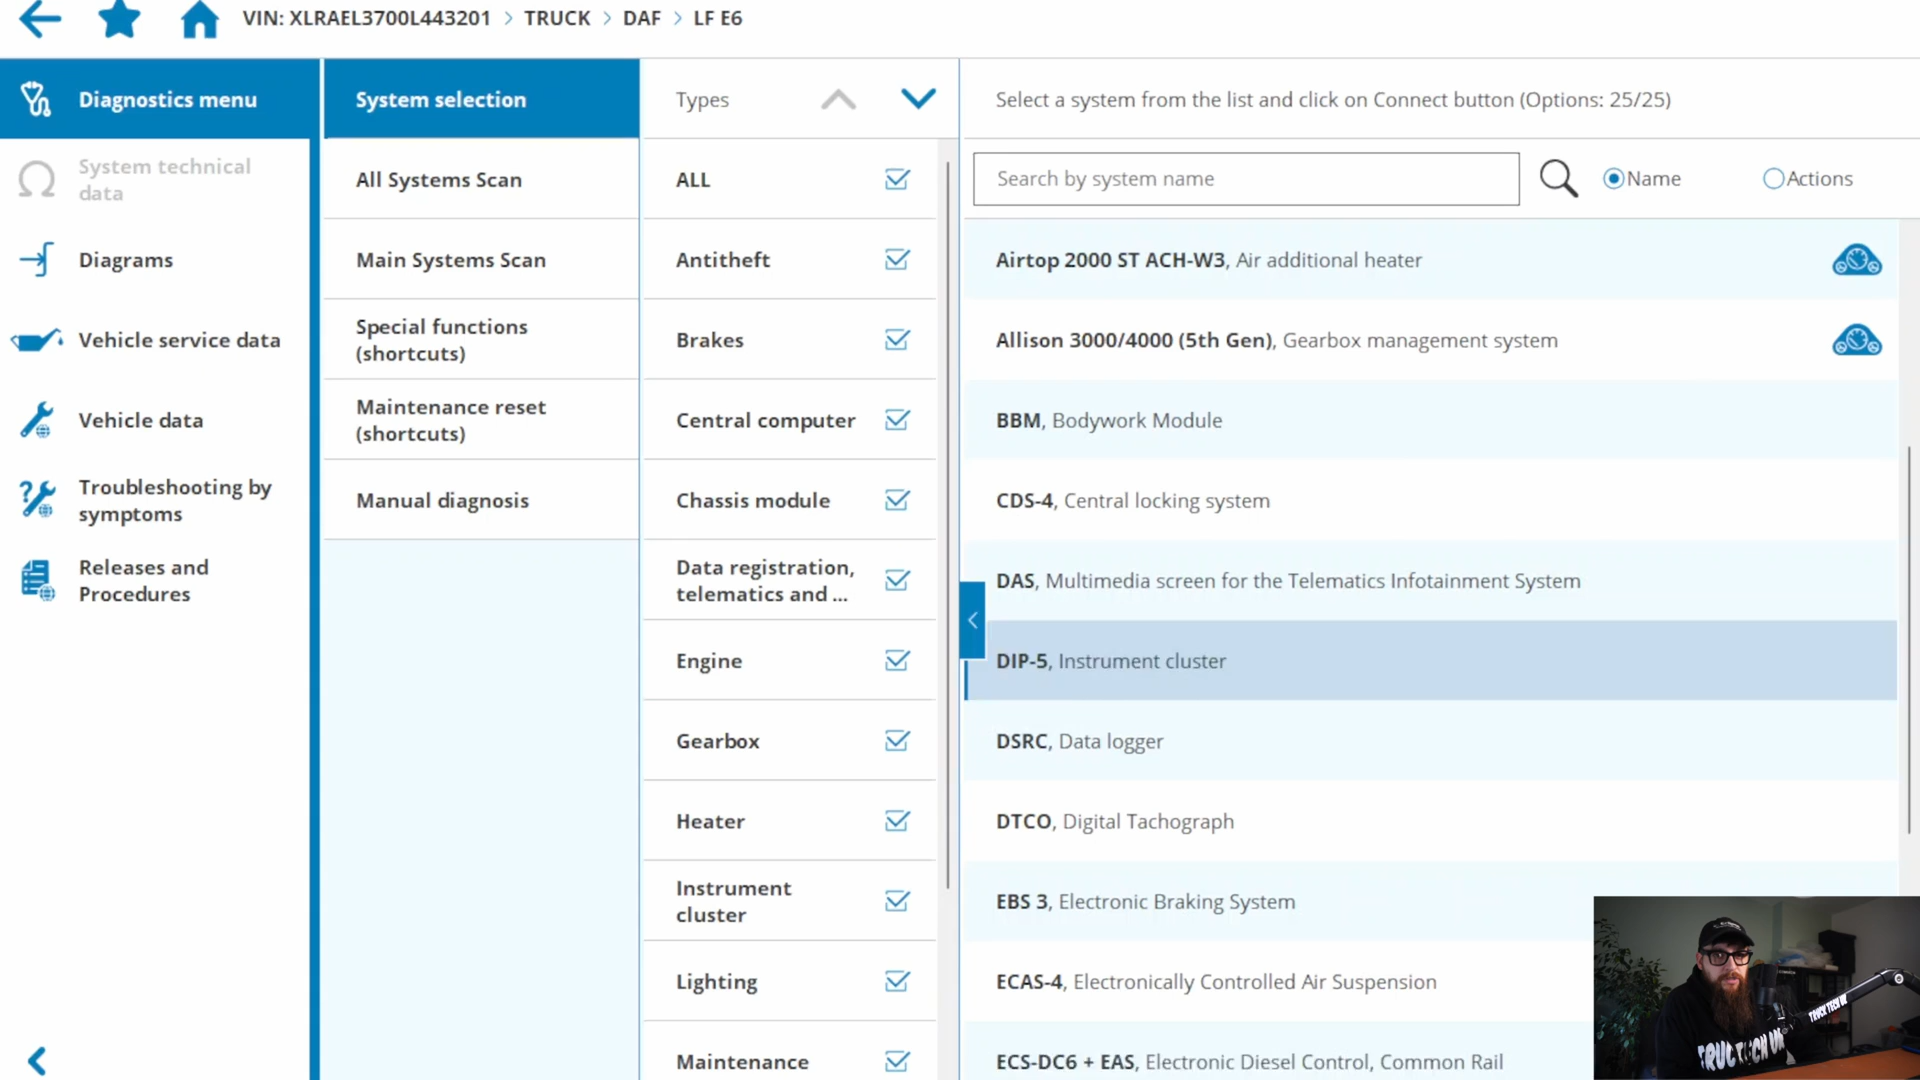 VIN: XLRAEL3700L443201 > TRUCK > DAF > LF E6
Diagnostics menu
System technical
data
Diagrams
Vehicle service data
Vehicle data
Troubleshooting by
symptoms
Releases and
Procedures
System selection
All Systems Scan
Main Systems Scan
Special functions
(shortcuts)
Maintenance reset
(shortcuts)
Manual diagnosis
Types
ALL
Antitheft
Brakes
Central computer
Chassis module
Data registration,
telematics and ...
Engine
Gearbox
Heater
Instrument
cluster
Lighting
Maintenance
Select a system from the list and click on Connect button (Options: 25/25)
Search by system name
Name
Actions
Airtop 2000 ST ACH-W3, Air additional heater
Allison 3000/4000 (5th Gen), Gearbox management system
BBM, Bodywork Module
CDS-4, Central locking system
DAS, Multimedia screen for the Telematics Infotainment System
DIP-5, Instrument cluster
DSRC, Data logger
DTCO, Digital Tachograph
EBS 3, Electronic Braking System
ECAS-4, Electronically Controlled Air Suspension
ECS-DC6 + EAS, Electronic Diesel Control, Common Rail
TRUCK TECH UK
TRUCKTECH UK